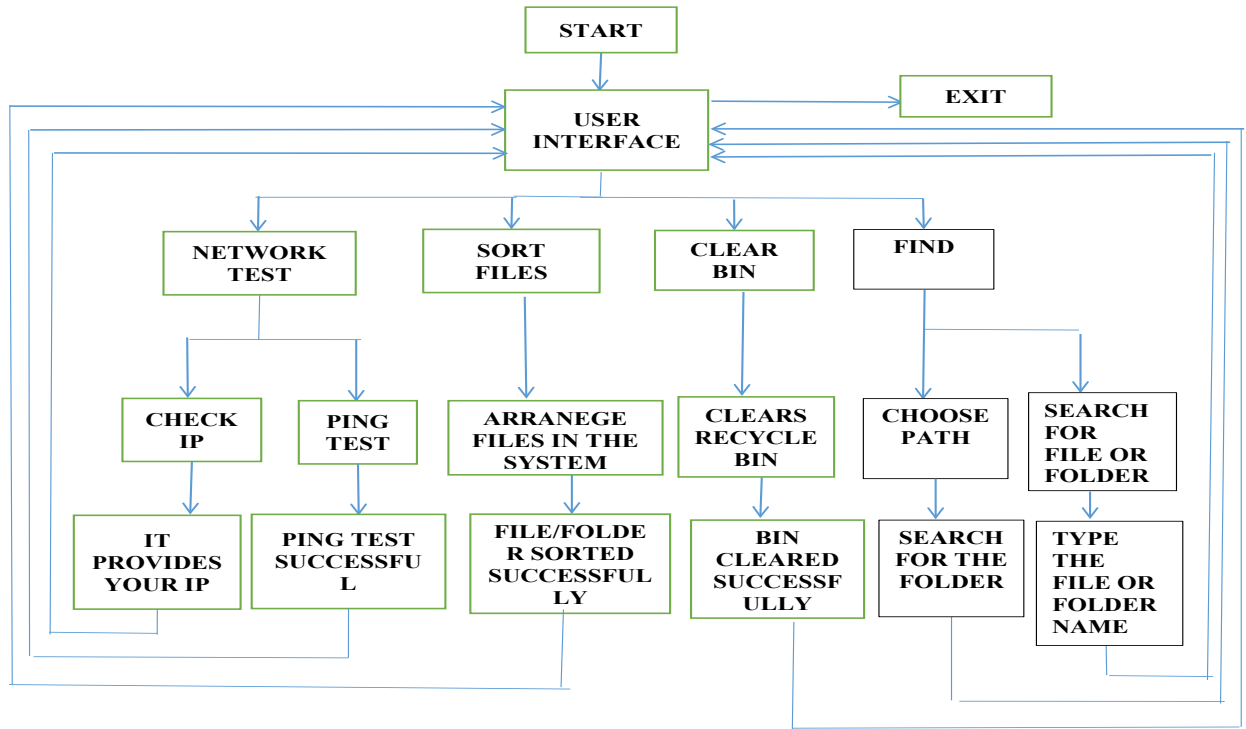 START
USER
INTERFACE
EXIT
NETWORK
TEST
SORT
FILES
CLEAR
BIN
FIND
CHECK
IP
PING
TEST
ARRANEGE
FILES IN THE
SYSTEM
CLEARS
RECYCLE
BIN
CHOOSE
PATH
SEARCH
FOR
FILE OR
FOLDER
IT
PROVIDES
YOUR IP
PING TEST
SUCCESSFU
L
FILE/FOLDE
R SORTED
SUCCESSFUL
LY
BIN
CLEARED
SUCCESSF
ULLY
SEARCH
FOR THE
FOLDER
TYPE
THE
FILE OR
FOLDER
NAME